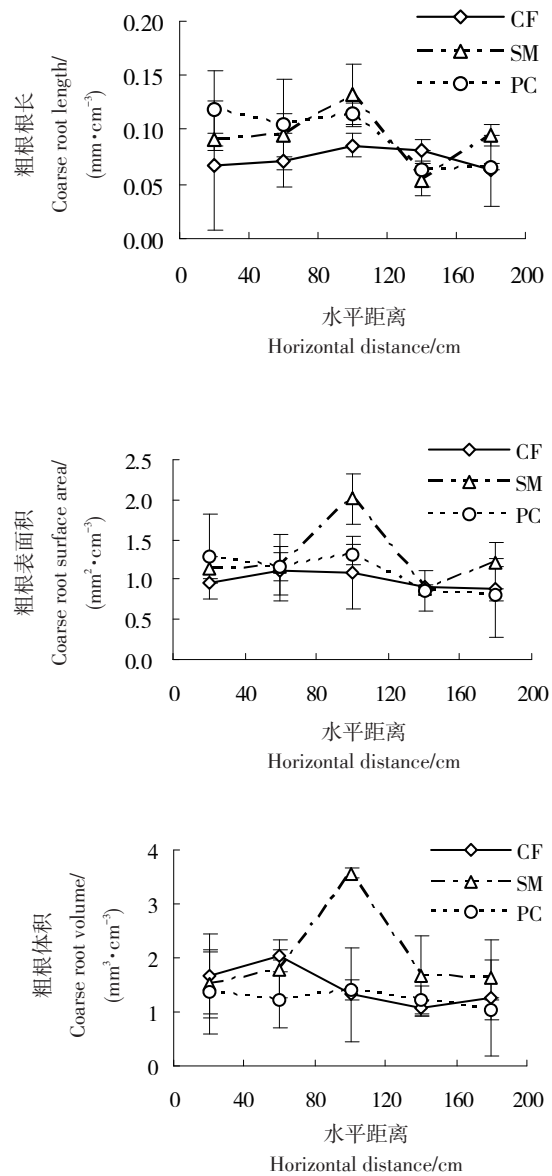 粗根根长
Coarse root length/
(mm·cm⁻³)
0.20
0.15
0.10
0.05
0.00
CF
SM
PC
0 40 80 120 160 200
水平距离
Horizontal distance/cm
粗根表面积
Coarse root surface area/
(mm²·cm⁻³)
2.5
2.0
1.5
1.0
0.5
0.0
CF
SM
PC
0 40 80 120 160 200
水平距离
Horizontal distance/cm
粗根体积
Coarse root volume/
(mm³·cm⁻³)
4
3
2
1
0
CF
SM
PC
0 40 80 120 160 200
水平距离
Horizontal distance/cm